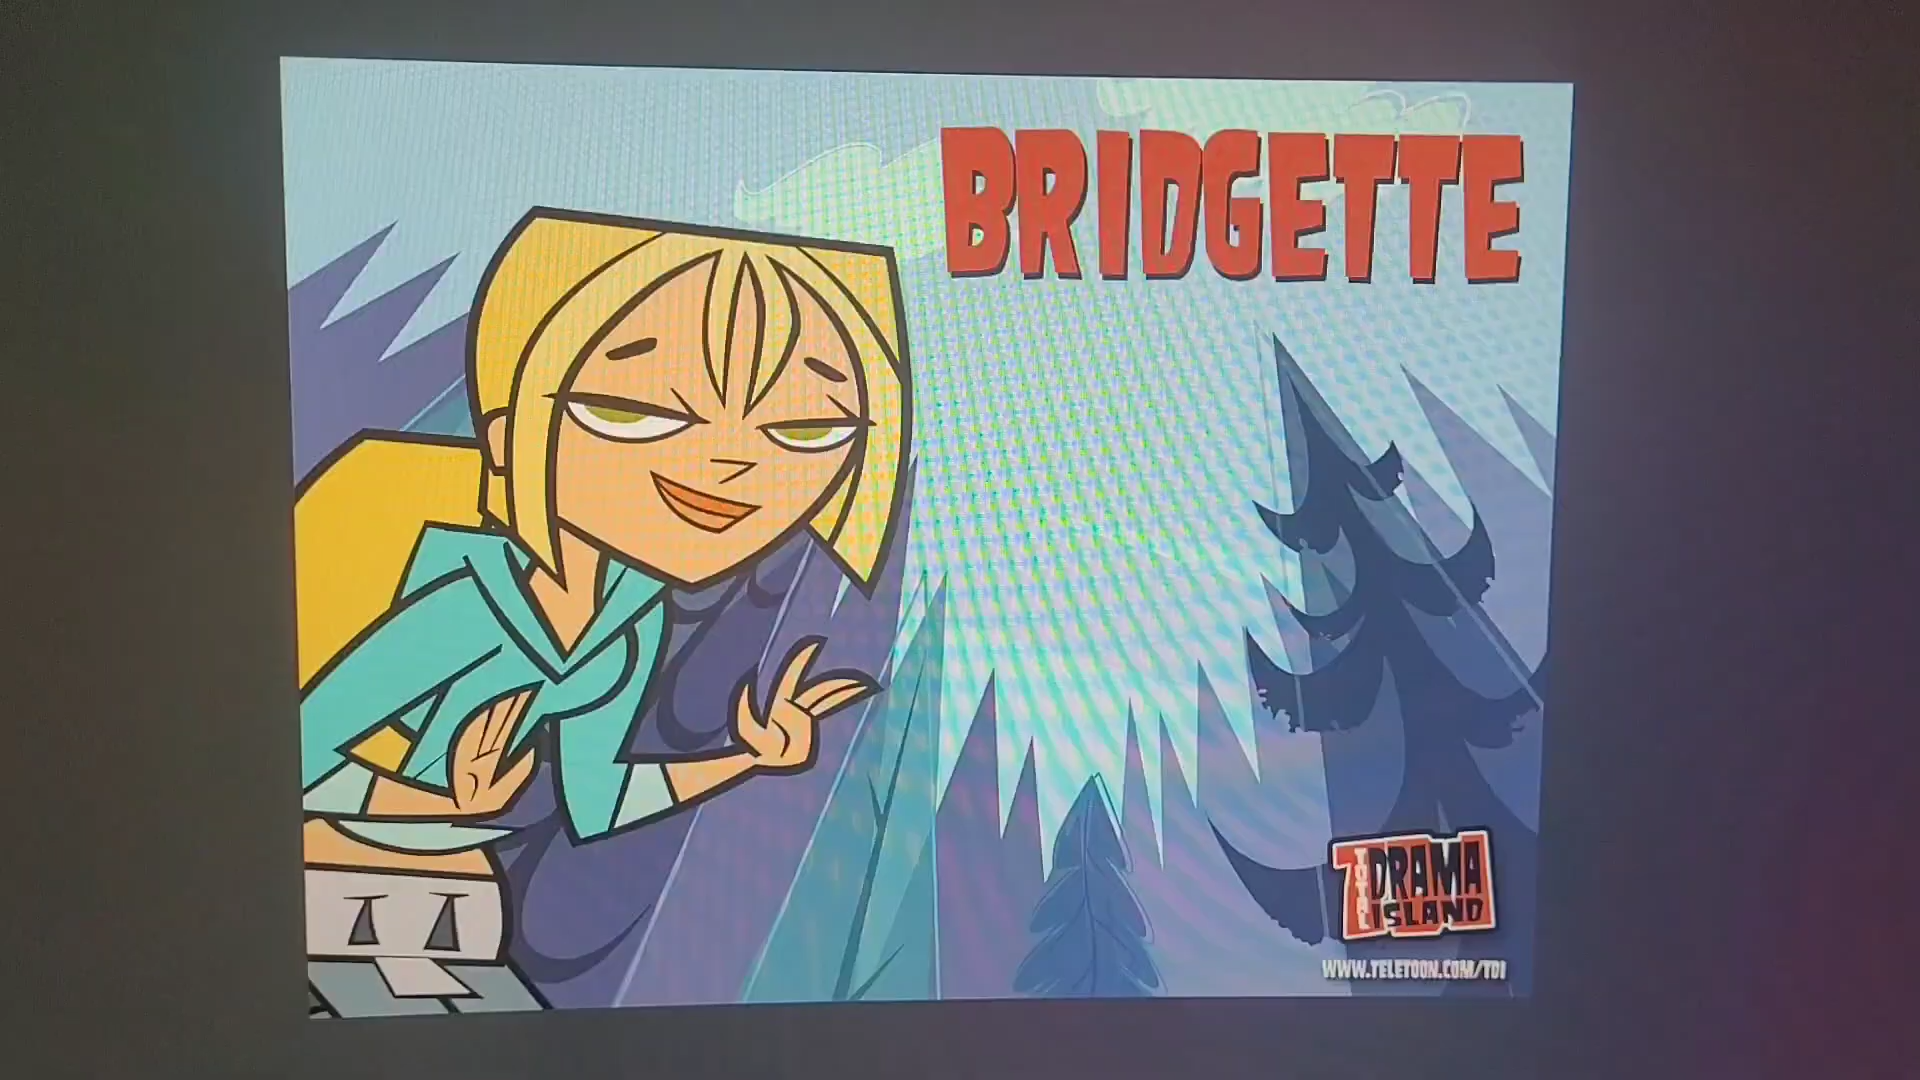 BRIDGETTE
TOTAL
DRAMA
ISLAND
WWW.TELETOON.COM/TDI